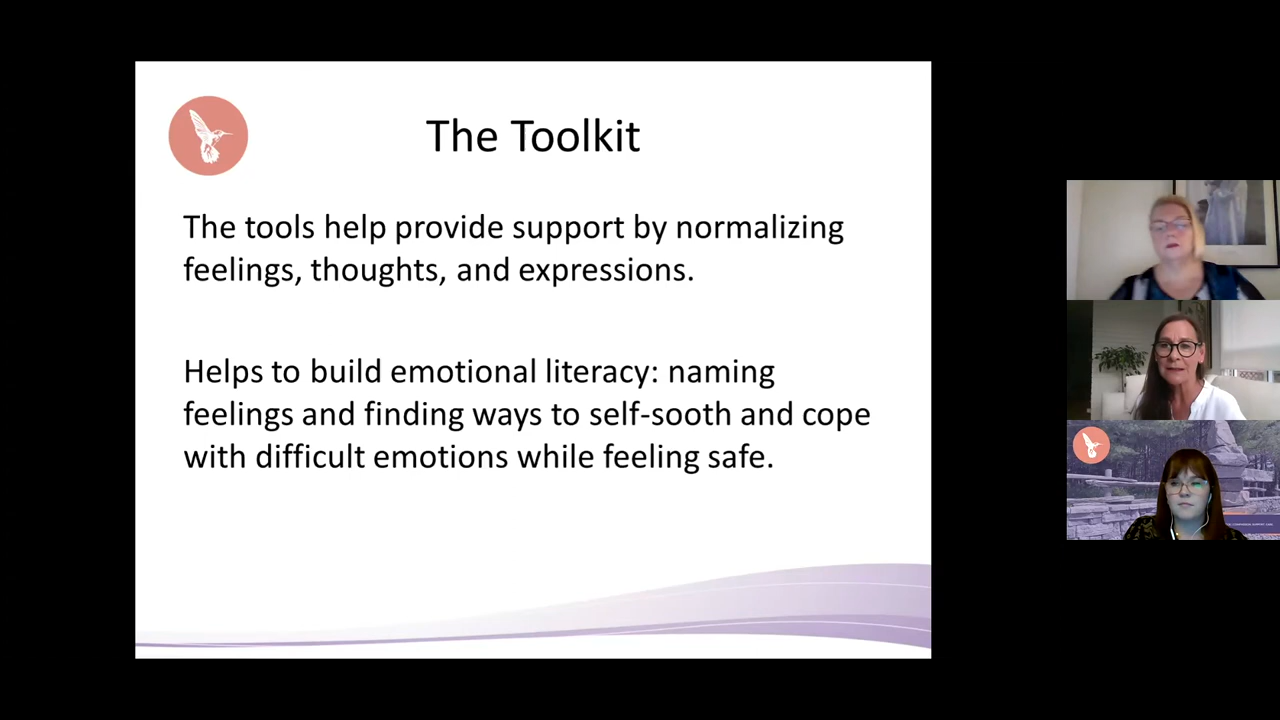 The Toolkit
The tools help provide support by normalizing
feelings, thoughts, and expressions.
Helps to build emotional literacy: naming
feelings and finding ways to self-sooth and cope
with difficult emotions while feeling safe.